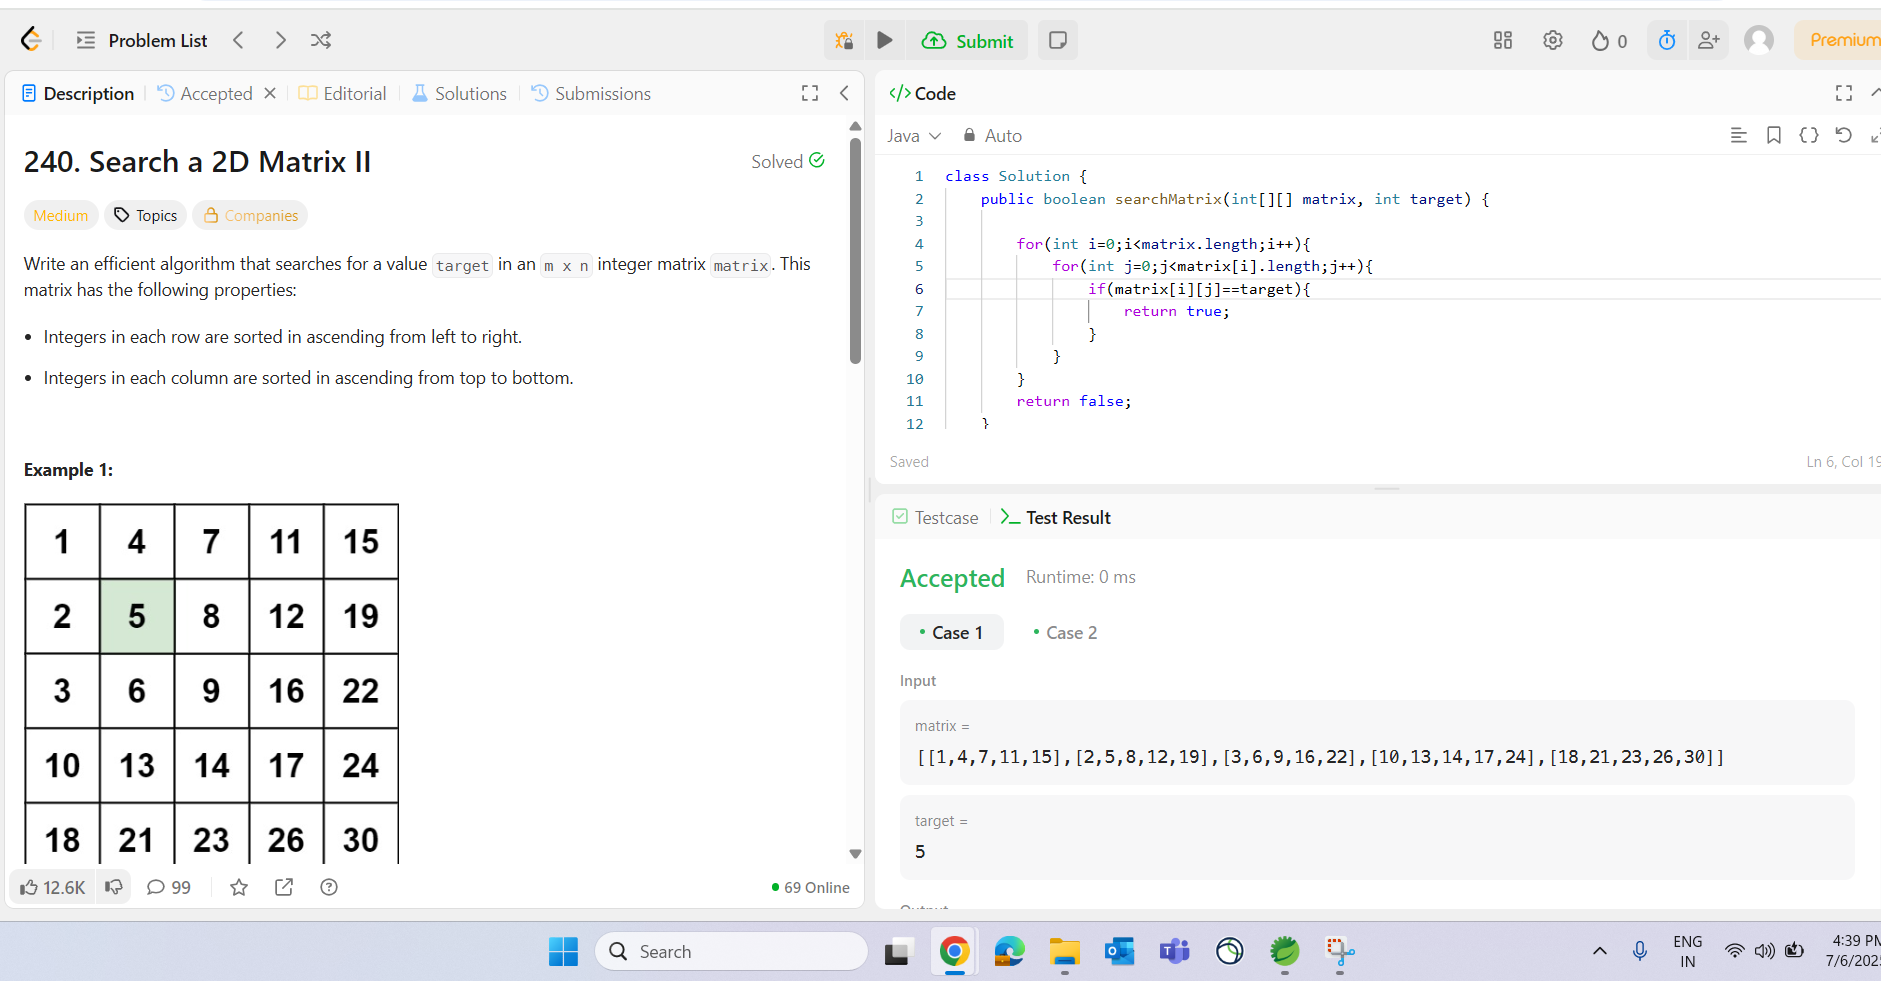 Problem List
Submit
0
Premium
Description
Accepted
Editorial
Solutions
Submissions
240. Search a 2D Matrix II
Solved
Medium
Topics
Companies
Write an efficient algorithm that searches for a value target in an m x n integer matrix matrix. This
matrix has the following properties:
• Integers in each row are sorted in ascending from left to right.
• Integers in each column are sorted in ascending from top to bottom.
Example 1:
1 4 7 11 15
2 5 8 12 19
3 6 9 16 22
10 13 14 17 24
18 21 23 26 30
12.6K
99
69 Online
</> Code
Java
Auto
1 class Solution {
2 public boolean searchMatrix(int[][] matrix, int target) {
3
4 for(int i=0;i<matrix.length;i++){
5 for(int j=0;j<matrix[i].length;j++){
6 if(matrix[i][j]==target){
7 return true;
8 }
9 }
10 }
11 return false;
12 }
Saved
Ln 6, Col 19
Testcase
>_ Test Result
Accepted
Runtime: 0 ms
• Case 1
• Case 2
Input
matrix =
[[1,4,7,11,15],[2,5,8,12,19],[3,6,9,16,22],[10,13,14,17,24],[18,21,23,26,30]]
target =
5
Search
ENG
IN
4:39 PM
7/6/202